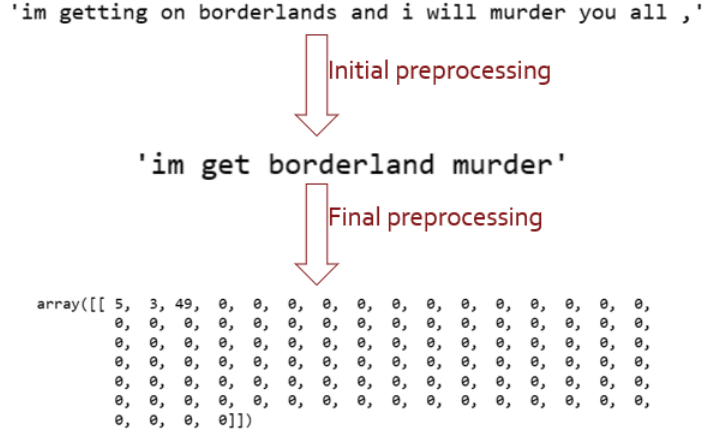 'im getting on borderlands and i will murder you all ,'
Initial preprocessing
'im get borderland murder'
Final preprocessing
array([[ 5, 3, 49, 0, 0, 0, 0, 0, 0, 0, 0, 0, 0, 0, 0, 0,
0, 0, 0, 0, 0, 0, 0, 0, 0, 0, 0, 0, 0, 0, 0, 0,
0, 0, 0, 0, 0, 0, 0, 0, 0, 0, 0, 0, 0, 0, 0, 0,
0, 0, 0, 0, 0, 0, 0, 0, 0, 0, 0, 0, 0, 0, 0, 0,
0, 0, 0, 0, 0, 0, 0, 0, 0, 0, 0, 0, 0, 0, 0, 0,
0, 0, 0, 0, 0, 0, 0, 0, 0, 0, 0, 0, 0, 0, 0, 0,
0, 0, 0, 0]])